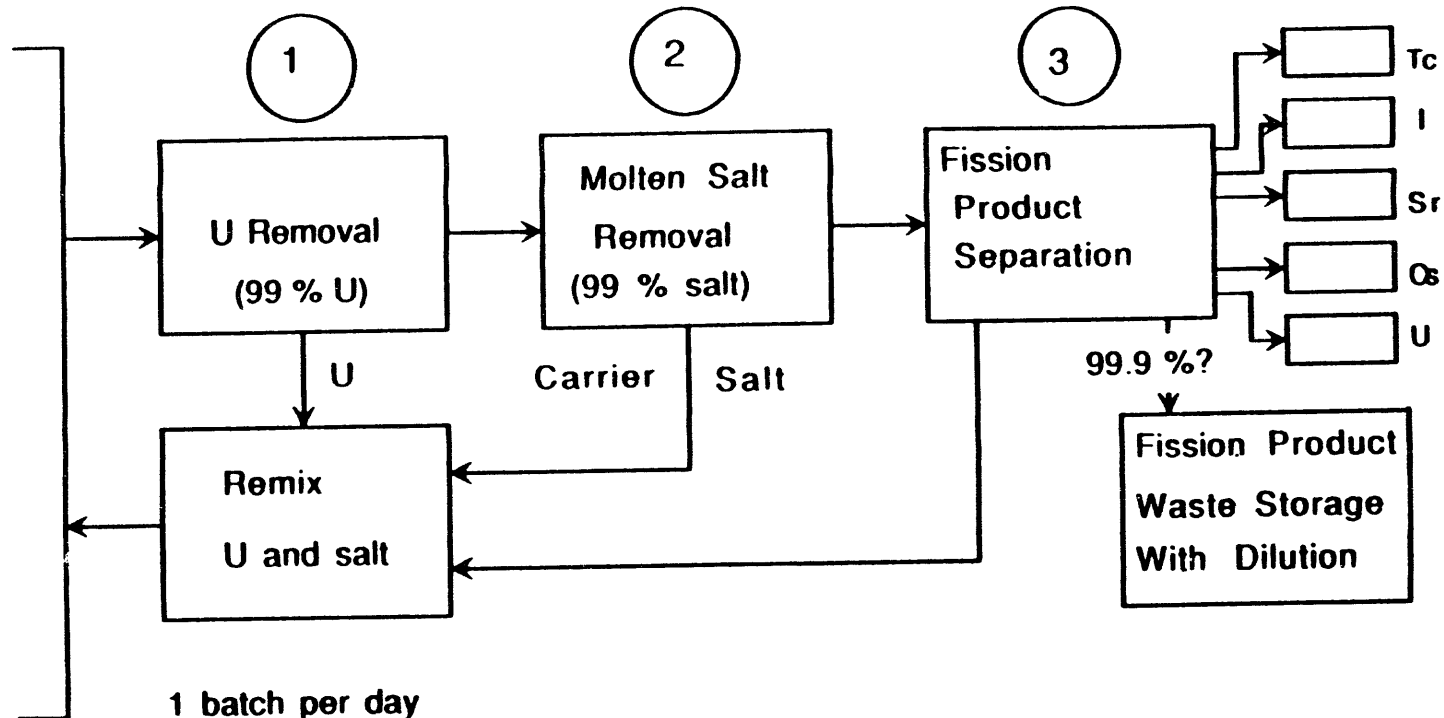 1
2
3
U Removal
(99 % U)
Molten Salt
Removal
(99 % salt)
Fission
Product
Separation
Tc
I
Sr
Cs
U
U
Carrier Salt
99.9 %?
Remix
U and salt
Fission Product
Waste Storage
With Dilution
1 batch per day